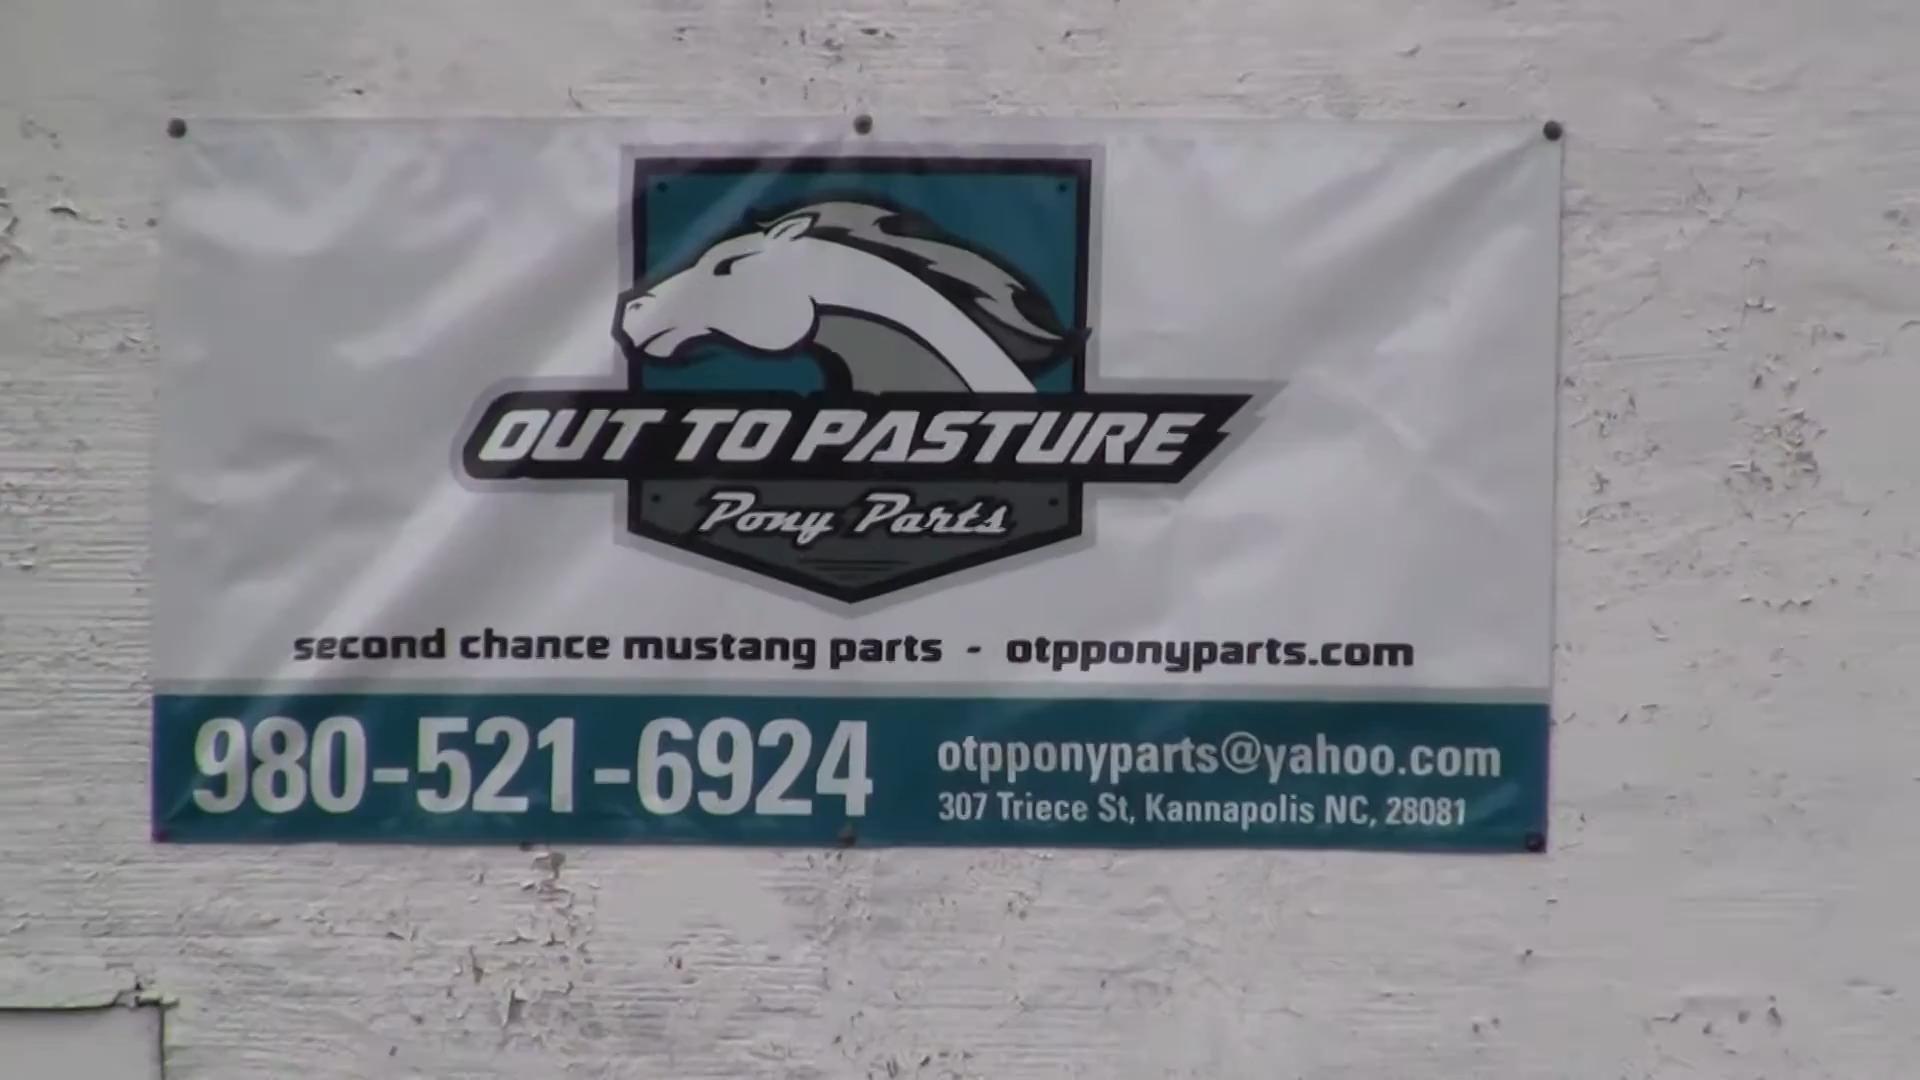 OUT TO PASTURE
Pony Parts
second chance mustang parts - otpponyparts.com
980-521-6924
otpponyparts@yahoo.com
307 Triece St, Kannapolis NC, 28081